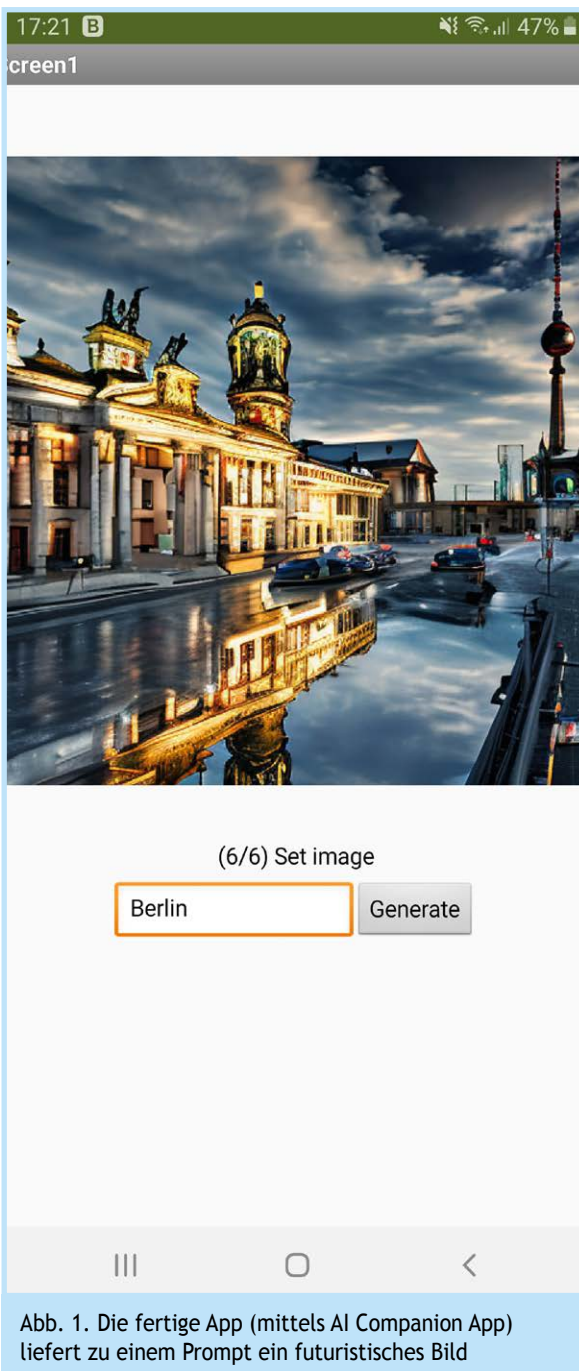 17:21 B 47%
creen1
(6/6) Set image
Berlin Generate
Abb. 1. Die fertige App (mittels AI Companion App)
liefert zu einem Prompt ein futuristisches Bild